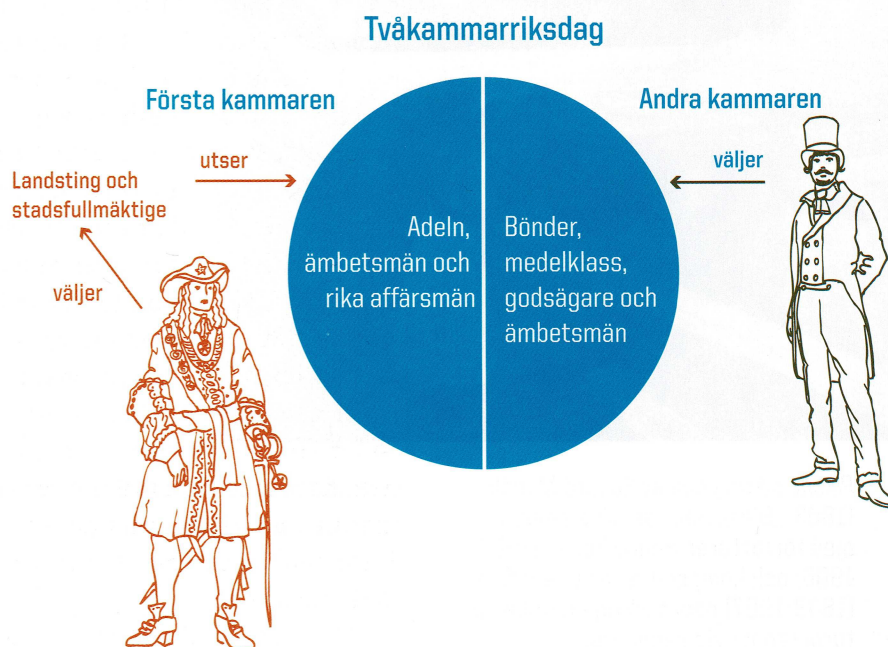 Tvåkammarriksdag
Första kammaren
Andra kammaren
utser
väljer
Landsting och
stadsfullmäktige
väljer
Adeln,
ämbetsmän och
rika affärsmän
Bönder,
medelklass,
godsägare och
ämbetsmän